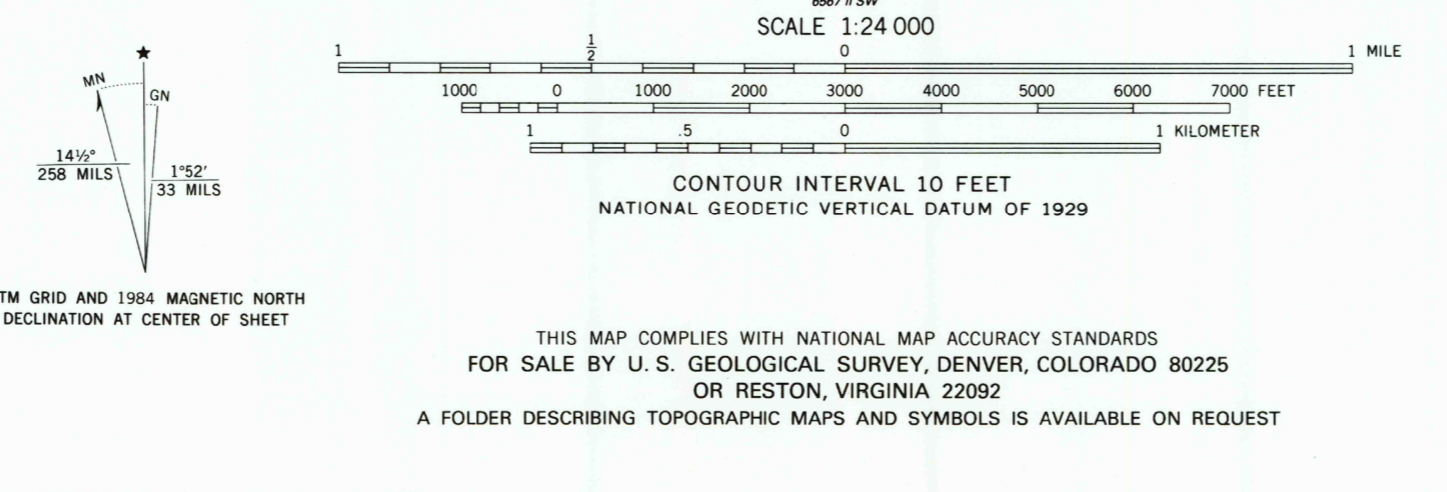 SCALE 1:24 000
1 1/2 0 1 MILE
1000 0 1000 2000 3000 4000 5000 6000 7000 FEET
1 .5 0 1 KILOMETER
CONTOUR INTERVAL 10 FEET
NATIONAL GEODETIC VERTICAL DATUM OF 1929
★
MN
GN
14½°
258 MILS
1°52′
33 MILS
TM GRID AND 1984 MAGNETIC NORTH
DECLINATION AT CENTER OF SHEET
THIS MAP COMPLIES WITH NATIONAL MAP ACCURACY STANDARDS
FOR SALE BY U. S. GEOLOGICAL SURVEY, DENVER, COLORADO 80225
OR RESTON, VIRGINIA 22092
A FOLDER DESCRIBING TOPOGRAPHIC MAPS AND SYMBOLS IS AVAILABLE ON REQUEST